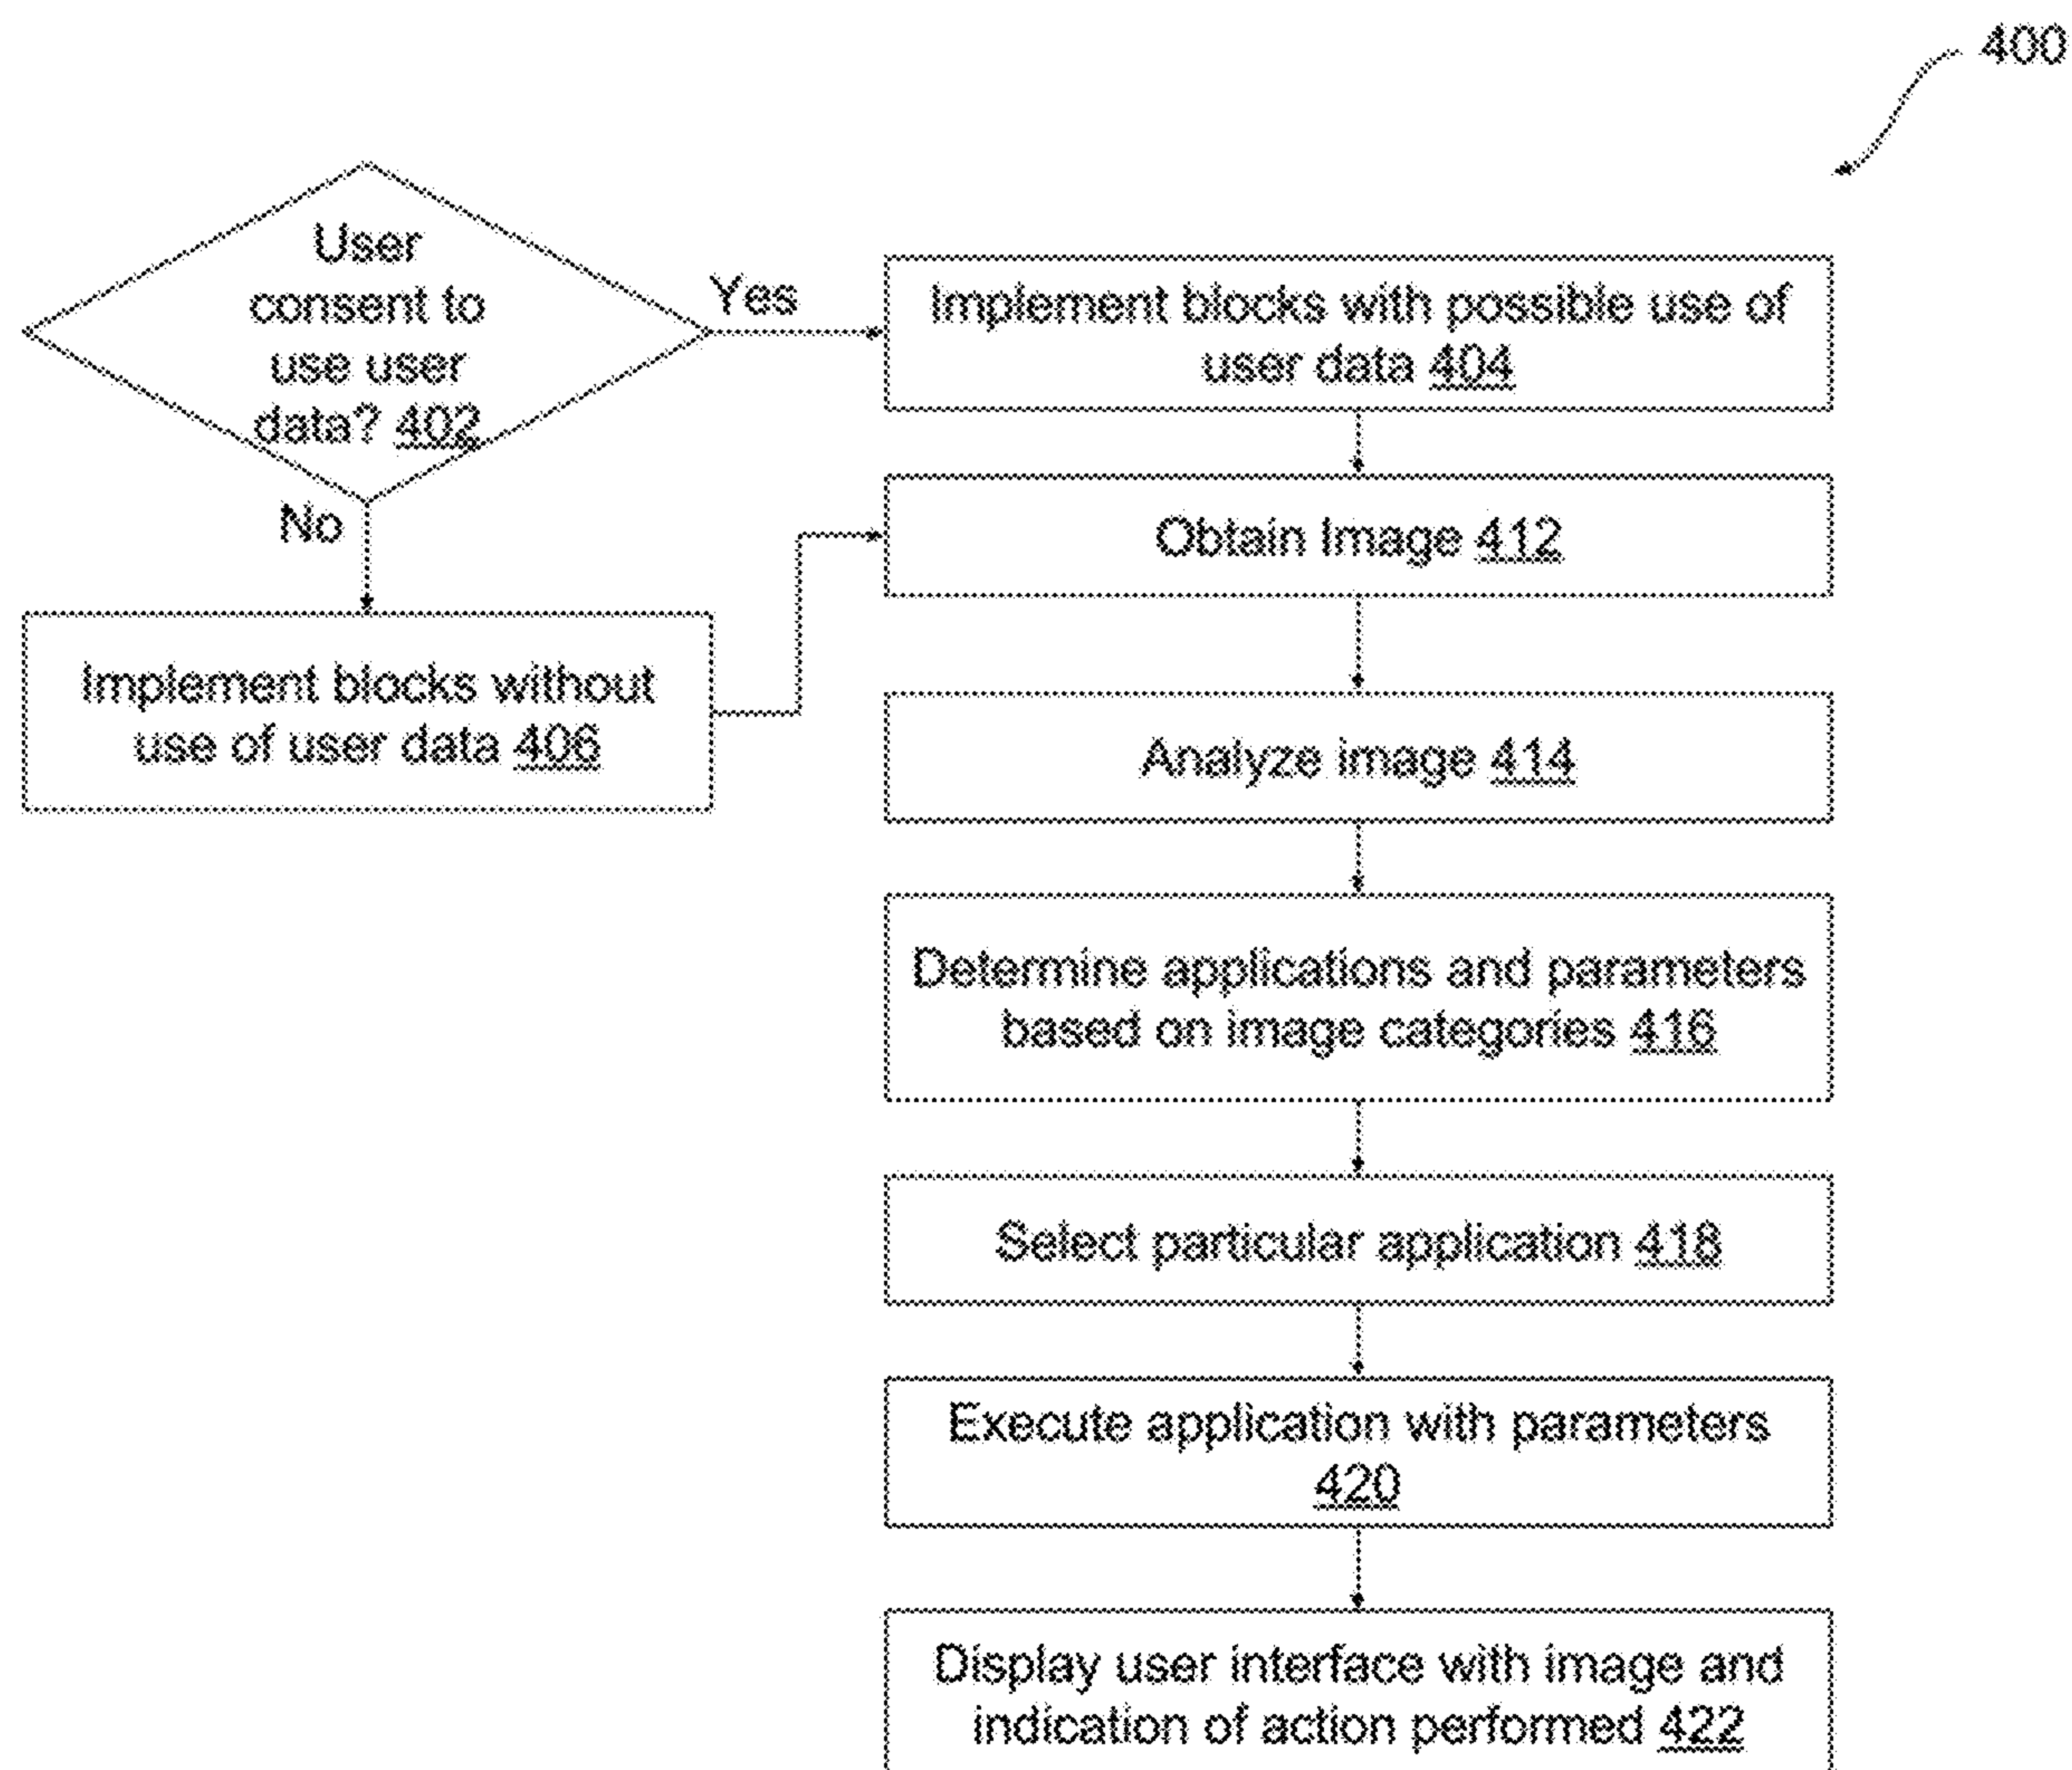 400
User
consent to
use user
data? 402
Yes
No
Implement blocks with possible use of
user data 404
Implement blocks without
use of user data 406
Obtain Image 412
Analyze image 414
Determine applications and parameters
based on image categories 416
Select particular application 418
Execute application with parameters
420
Display user interface with image and
indication of action performed 422